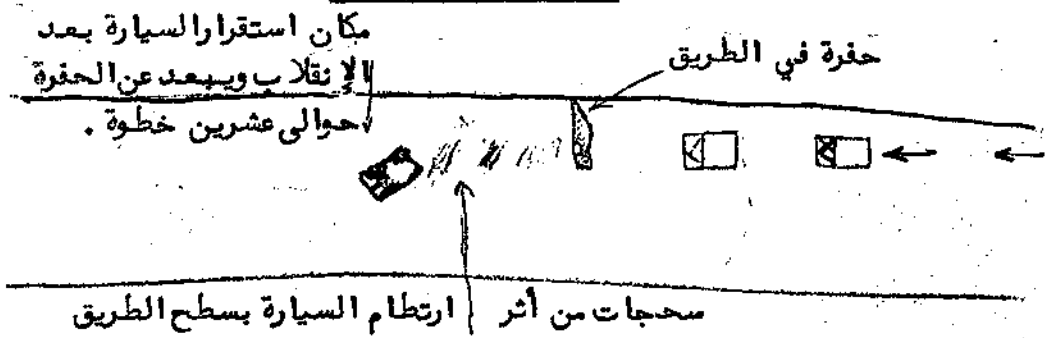 مكان استقرار السيارة بعد
الإنقلاب ويبعد عن الحفرة
حوالى عشرين خطوة .
حفرة في الطريق
سحجات من أثر ارتطام السيارة بسطح الطريق